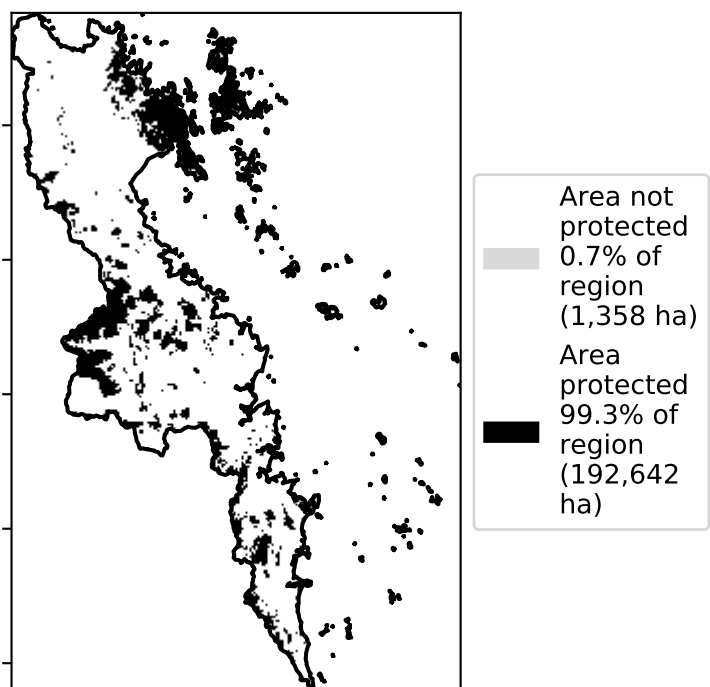 Area not
protected
0.7% of
region
(1,358 ha)
Area
protected
99.3% of
region
(192,642
ha)